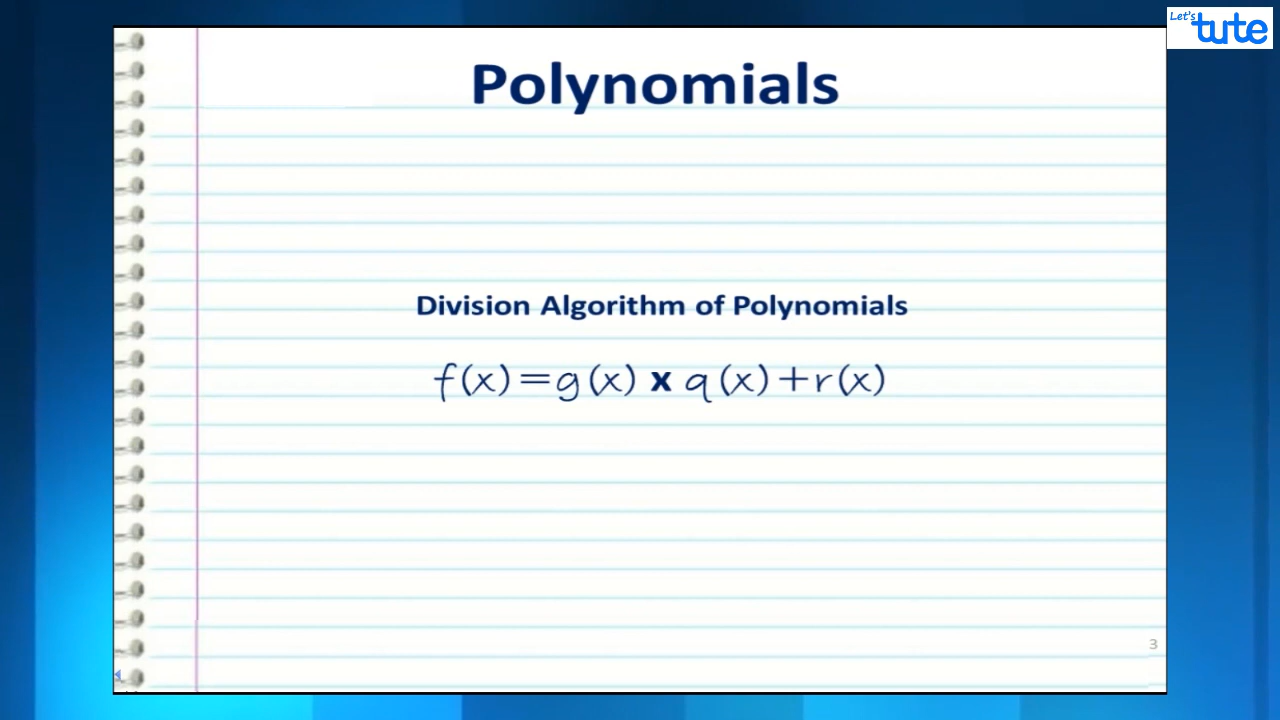 Let's
tute
Polynomials
Division Algorithm of Polynomials
f(x)=g(x) x q(x)+r(x)
3